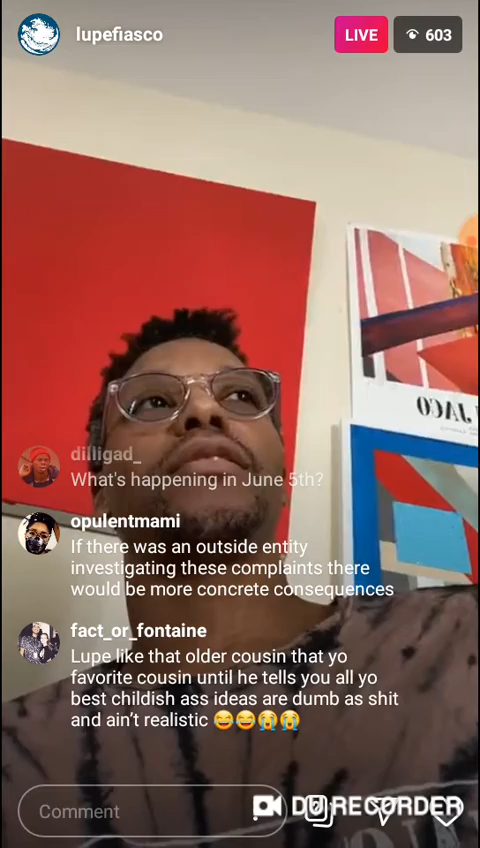 lupefiasco
LIVE
603
dilligad_
What's happening in June 5th?
opulentmami
If there was an outside entity
investigating these complaints there
would be more concrete consequences
fact_or_fontaine
Lupe like that older cousin that yo
favorite cousin until he tells you all yo
best childish ass ideas are dumb as shit
and ain't realistic 😂😂😭😭
Comment
DU RECORDER